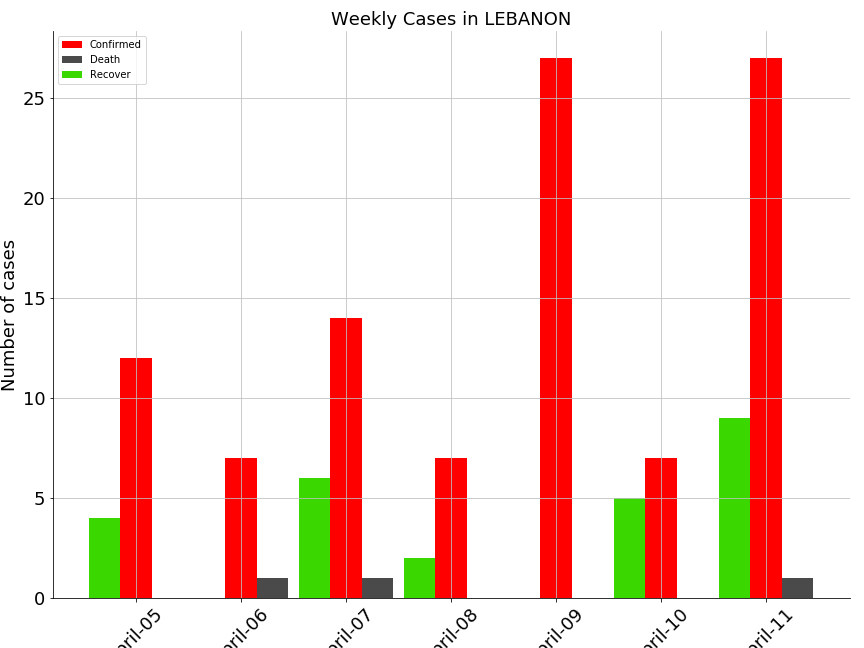 Weekly Cases in LEBANON
Confirmed
Death
Recover
Number of cases
25
20
15
10
5
0
pril-05
pril-06
pril-07
pril-08
pril-09
pril-10
pril-11